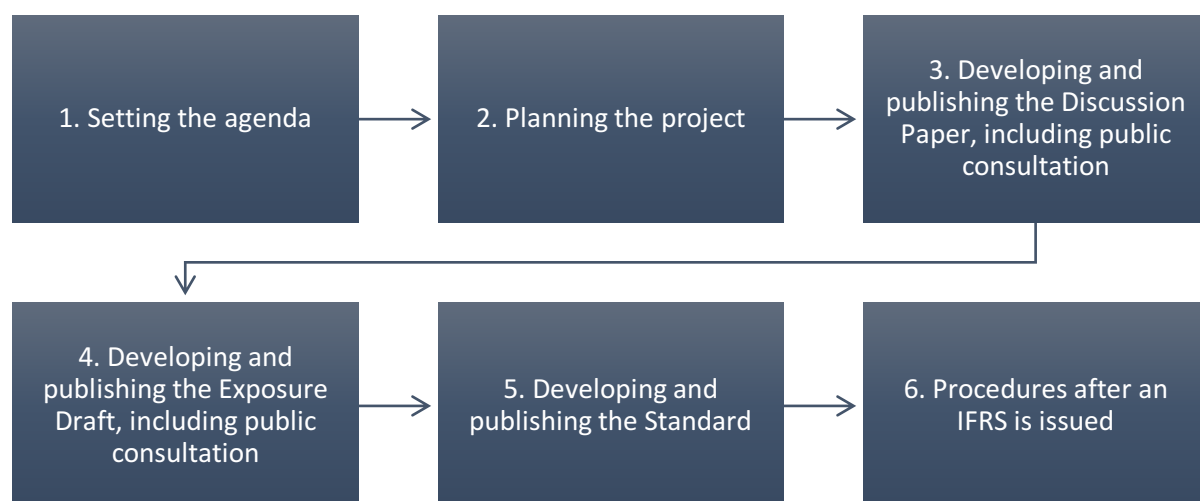 1. Setting the agenda
2. Planning the project
3. Developing and
publishing the Discussion
Paper, including public
consultation
4. Developing and
publishing the Exposure
Draft, including public
consultation
5. Developing and
publishing the Standard
6. Procedures after an
IFRS is issued